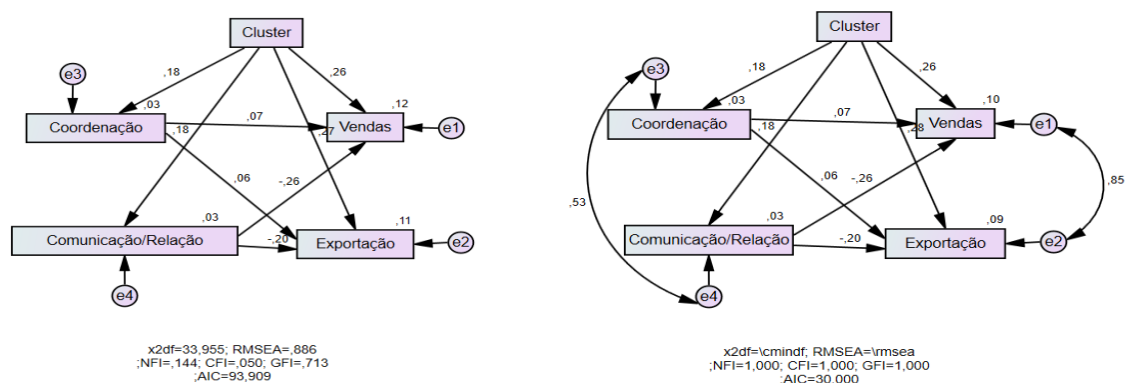 Cluster
e3
,18
,26
,03
,12
Coordenação
,07
Vendas
e1
,18
,27
,06
-,26
,03
,11
Comunicação/Relação
-,20
Exportação
e2
e4
x2df=33,955; RMSEA=,886
;NFI=,144; CFI=,050; GFI=,713
;AIC=93,909
Cluster
e3
,18
,26
,03
,10
Coordenação
,07
Vendas
e1
,18
,28
,06
-,26
,85
,53
,03
,09
Comunicação/Relação
-,20
Exportação
e2
e4
x2df=\cmindf; RMSEA=\rmsea
;NFI=1,000; CFI=1,000; GFI=1,000
;AIC=30,000